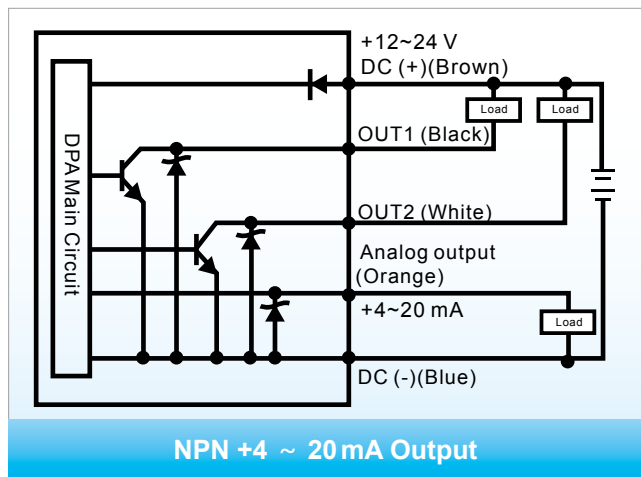 +12~24 V
DC (+)(Brown)
Load
Load
OUT1 (Black)
DPA Main Circuit
OUT2 (White)
Analog output
(Orange)
+4~20 mA
Load
DC (-)(Blue)
NPN +4 ~ 20 mA Output